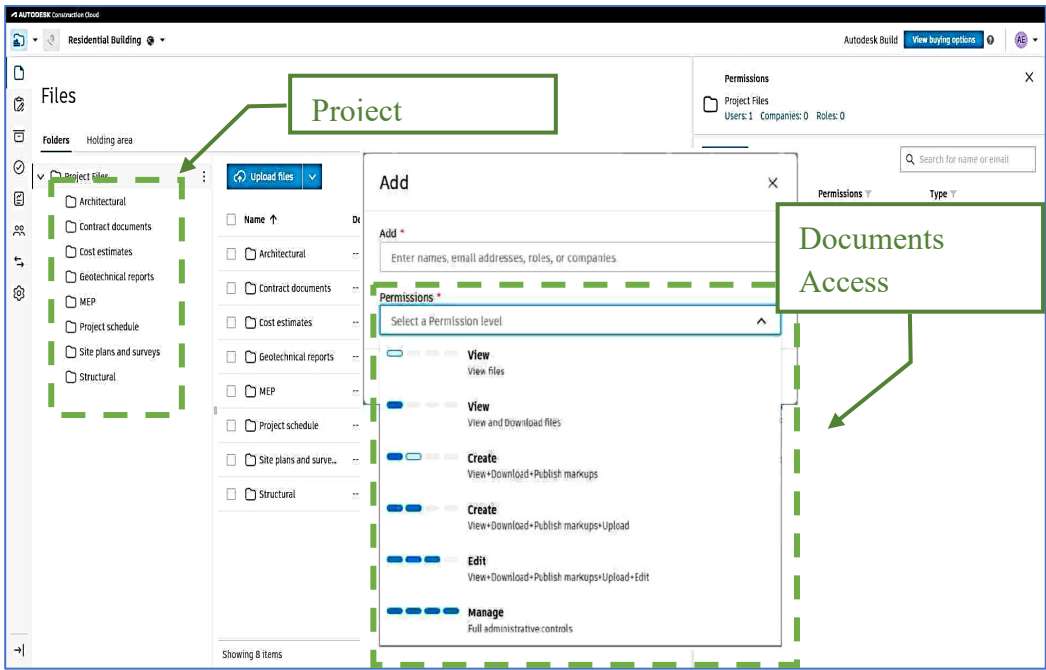 AUTODESK Construction Cloud
Residential Building
Autodesk Build
View buying options
AE
Files
Folders
Holding area
Project Files
Architectural
Contract documents
Cost estimates
Geotechnical reports
MEP
Project schedule
Site plans and surveys
Structural
Project
Upload files
Name ↑
De
Architectural --
Contract documents --
Cost estimates --
Geotechnical reports --
MEP --
Project schedule --
Site plans and surve... --
Structural --
Showing 8 items
Permissions
Project Files
Users: 1 Companies: 0 Roles: 0
Search for name or email
Permissions
Type
Add
Add *
Enter names, email addresses, roles, or companies
Permissions *
Select a Permission level
View
View files
View
View and Download files
Create
View+Download+Publish markups
Create
View+Download+Publish markups+Upload
Edit
View+Download+Publish markups+Upload+Edit
Manage
Full administrative controls
Documents
Access